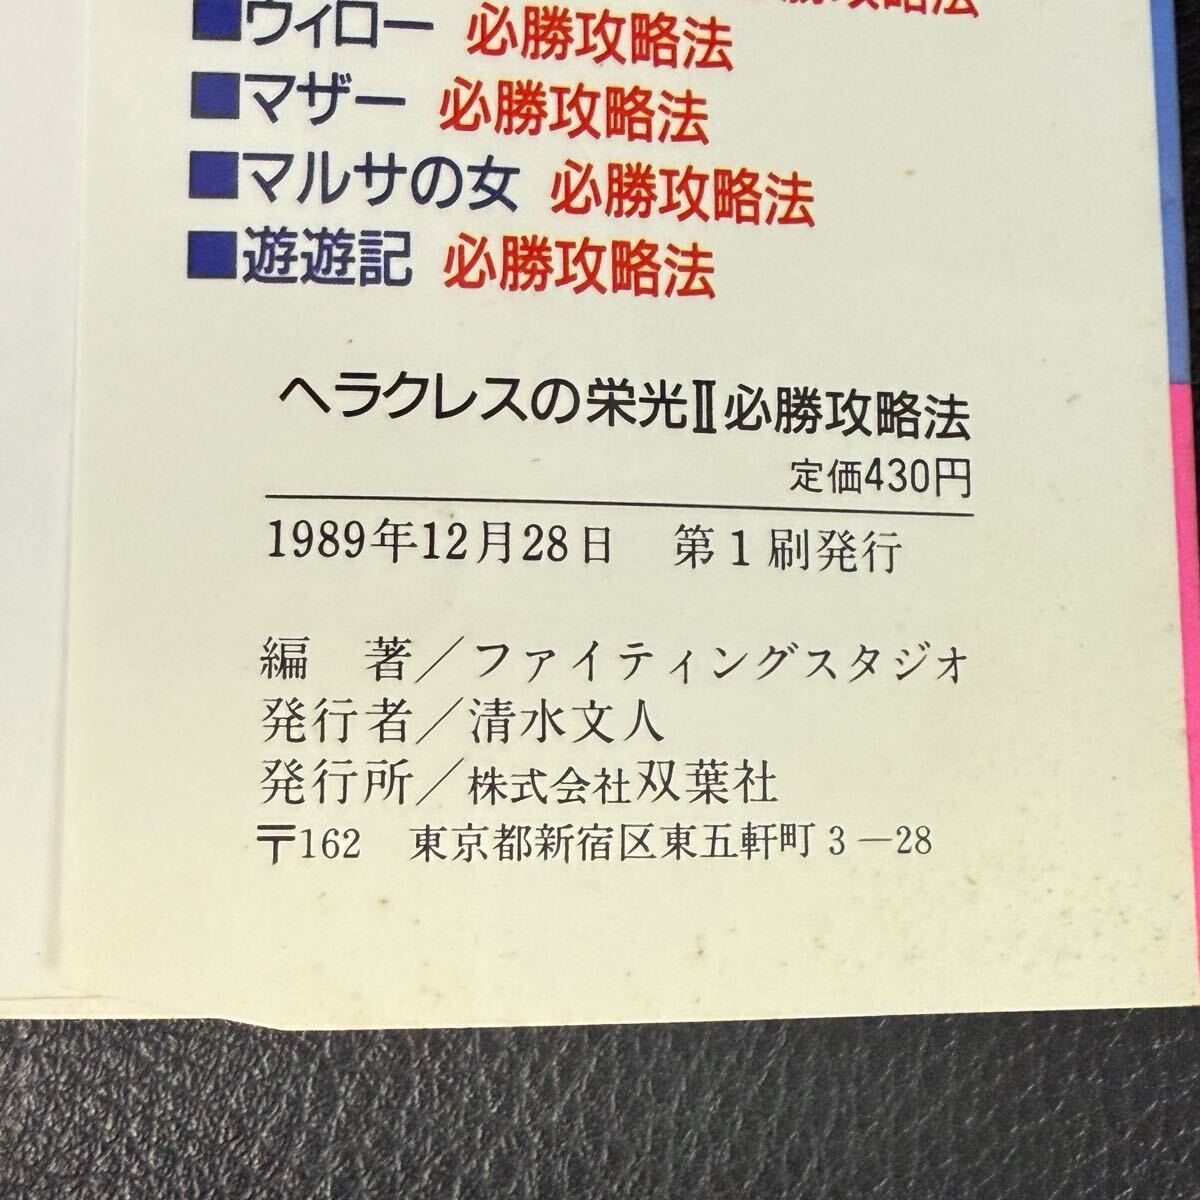 勝攻略法
■ウィロー 必勝攻略法
■マザー 必勝攻略法
■マルサの女 必勝攻略法
■遊遊記 必勝攻略法
ヘラクレスの栄光Ⅱ必勝攻略法
定価430円
1989年12月28日 第1刷発行
編 著/ファイティングスタジオ
発行者/清水文人
発行所/株式会社双葉社
〒162 東京都新宿区東五軒町3-28